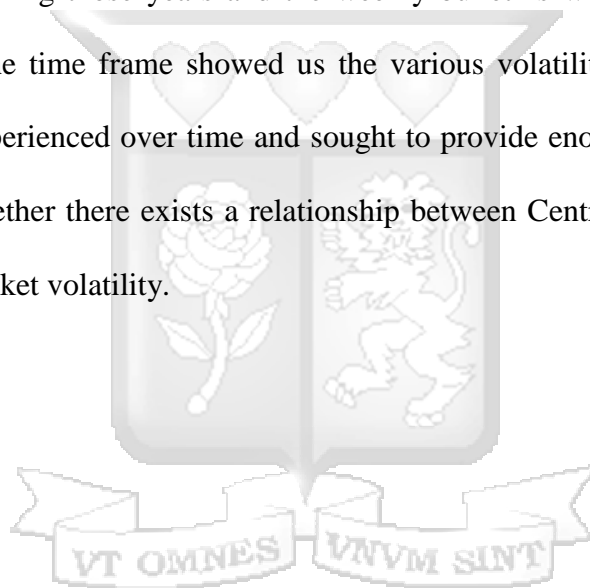 the time frame showed us the various volatilit
perienced over time and sought to provide eno
ether there exists a relationship between Centr
ket volatility.
VT OMNES VNVM SINT